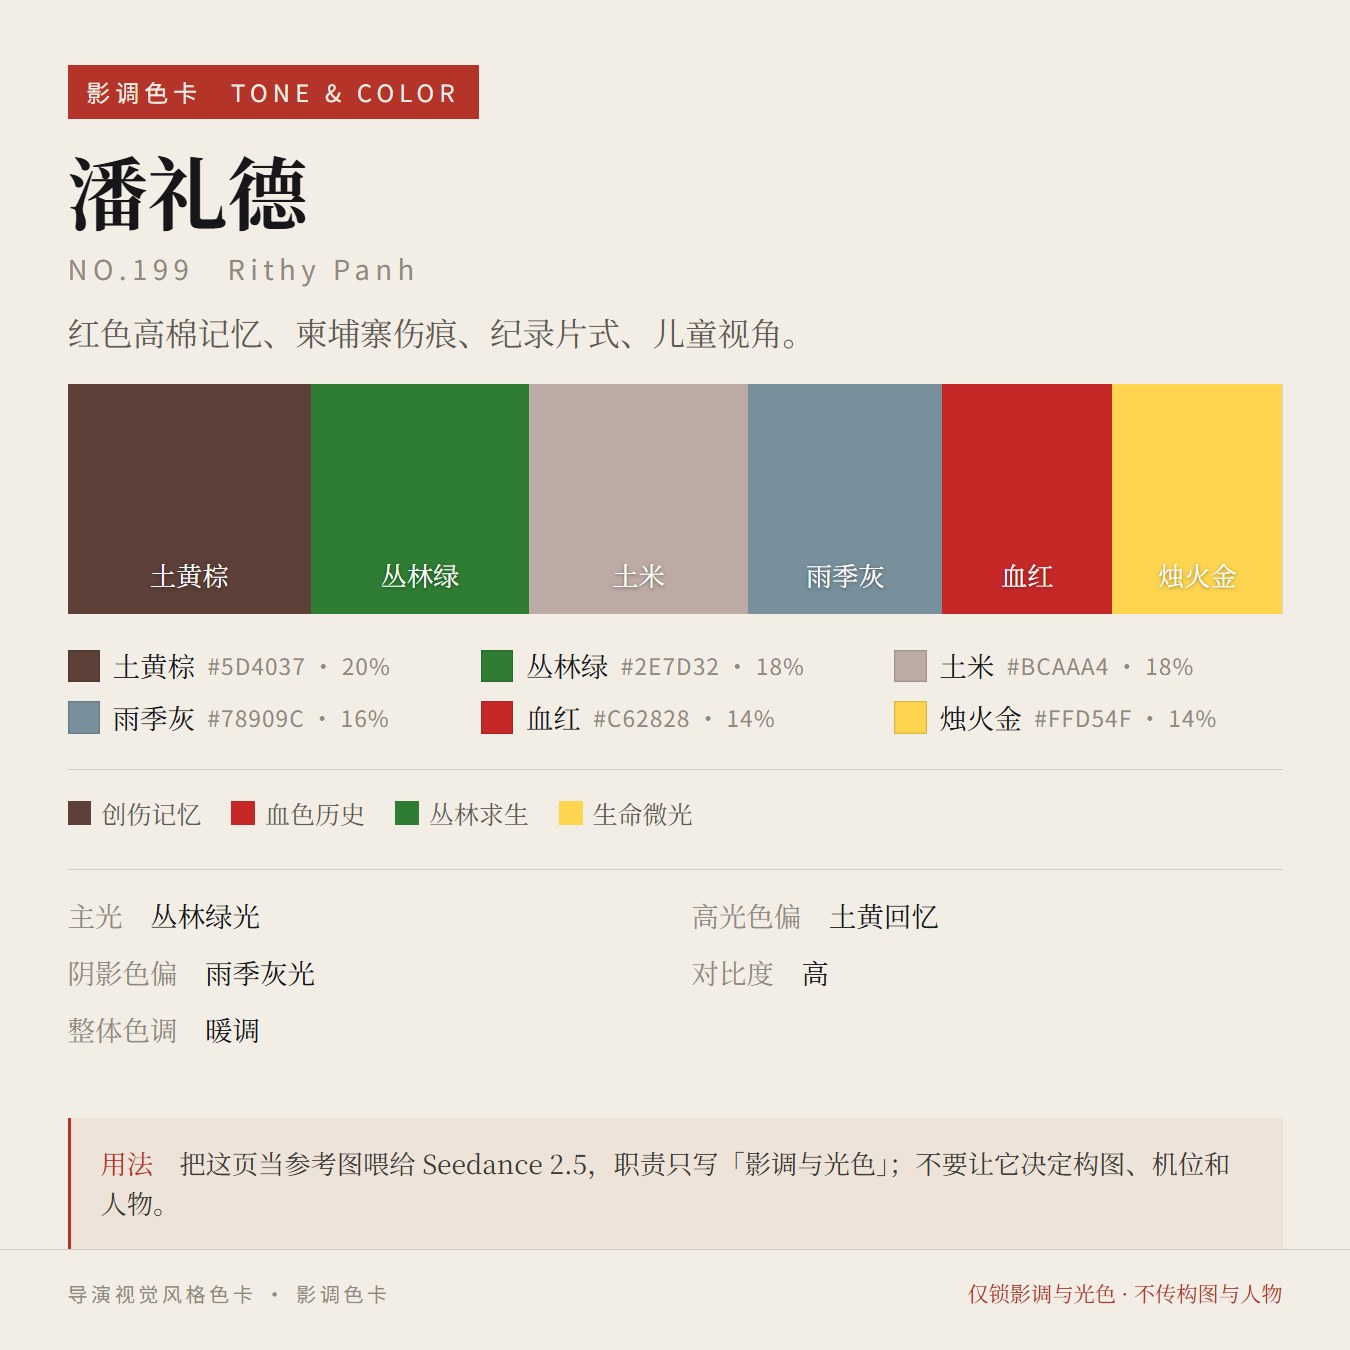 影调色卡 TONE & COLOR
潘礼德
NO.199 Rithy Panh
红色高棉记忆、柬埔寨伤痕、纪录片式、儿童视角。
土黄棕 丛林绿 土米 雨季灰 血红 烛火金
土黄棕 #5D4037 · 20% 丛林绿 #2E7D32 · 18% 土米 #BCAAA4 · 18%
雨季灰 #78909C · 16% 血红 #C62828 · 14% 烛火金 #FFD54F · 14%
创伤记忆 血色历史 丛林求生 生命微光
主光 丛林绿光 高光色偏 土黄回忆
阴影色偏 雨季灰光 对比度 高
整体色调 暖调
用法 把这页当参考图喂给 Seedance 2.5，职责只写「影调与光色」；不要让它决定构图、机位和
人物。
导演视觉风格色卡 · 影调色卡 仅锁影调与光色 · 不传构图与人物